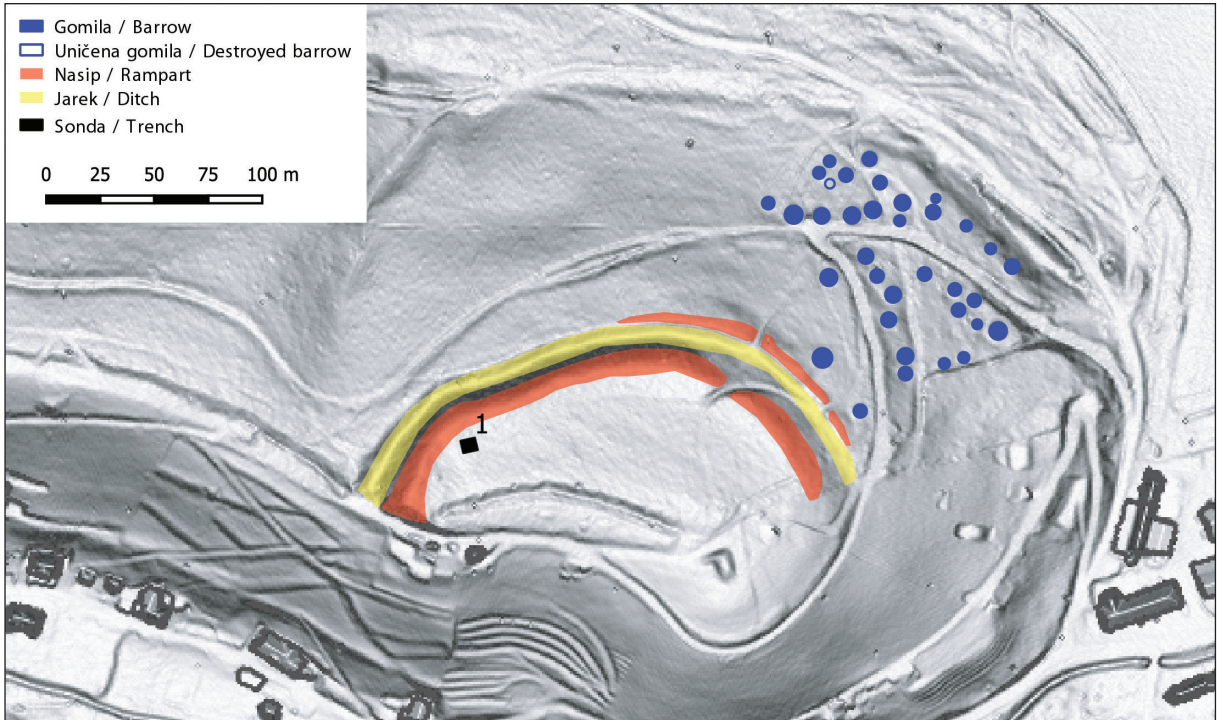 Gomila / Barrow
Uničena gomila / Destroyed barrow
Nasip / Rampart
Jarek / Ditch
Sonda / Trench
0 25 50 75 100 m
1